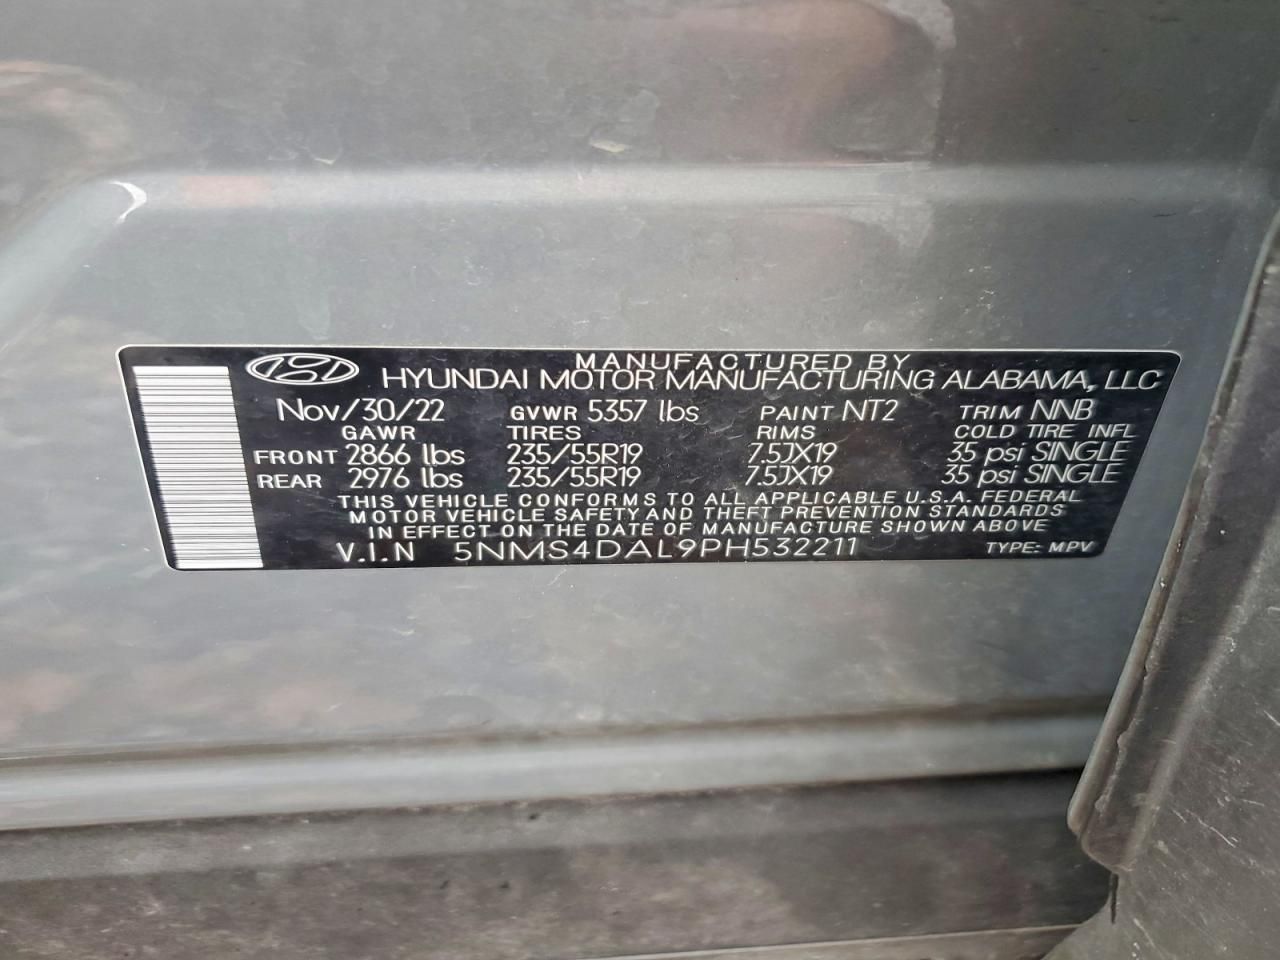 MANUFACTURED BY
HYUNDAI MOTOR MANUFACTURING ALABAMA, LLC
Nov/30/22 GVWR 5357 lbs PAINT NT2 TRIM NNB
GAWR TIRES RIMS COLD TIRE INFL
FRONT 2866 lbs 235/55R19 7.5JX19 35 psi SINGLE
REAR 2976 lbs 235/55R19 7.5JX19 35 psi SINGLE
THIS VEHICLE CONFORMS TO ALL APPLICABLE U.S.A. FEDERAL
MOTOR VEHICLE SAFETY AND THEFT PREVENTION STANDARDS
IN EFFECT ON THE DATE OF MANUFACTURE SHOWN ABOVE
V.I.N 5NMS4DAL9PH532211 TYPE: MPV